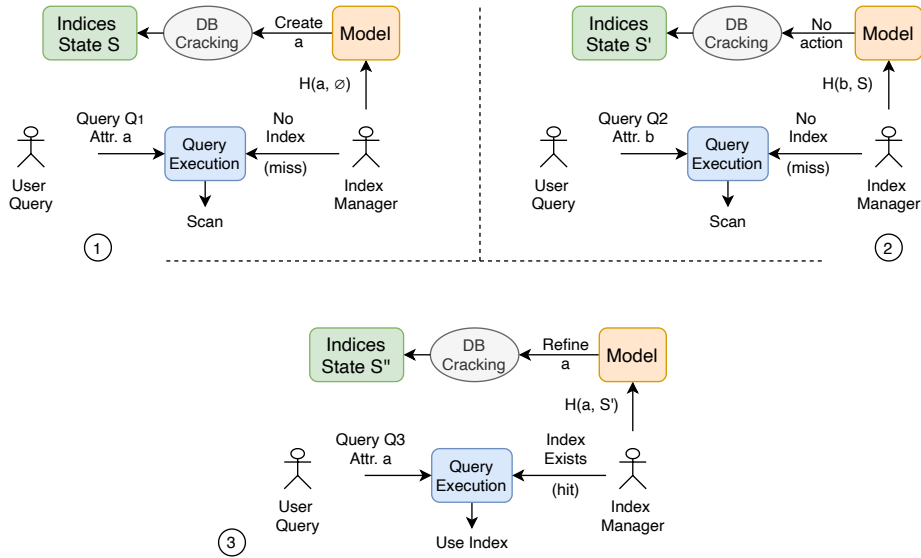 Indices
State S
DB
Cracking
Create
a
Model
H(a, ∅)
Query Q1
Attr. a
Query
Execution
No
Index
(miss)
User
Query
Index
Manager
Scan
1
Indices
State S'
DB
Cracking
No
action
Model
H(b, S)
Query Q2
Attr. b
Query
Execution
No
Index
(miss)
User
Query
Index
Manager
Scan
2
Indices
State S"
DB
Cracking
Refine
a
Model
H(a, S')
Query Q3
Attr. a
Query
Execution
Index
Exists
(hit)
User
Query
Index
Manager
Use Index
3